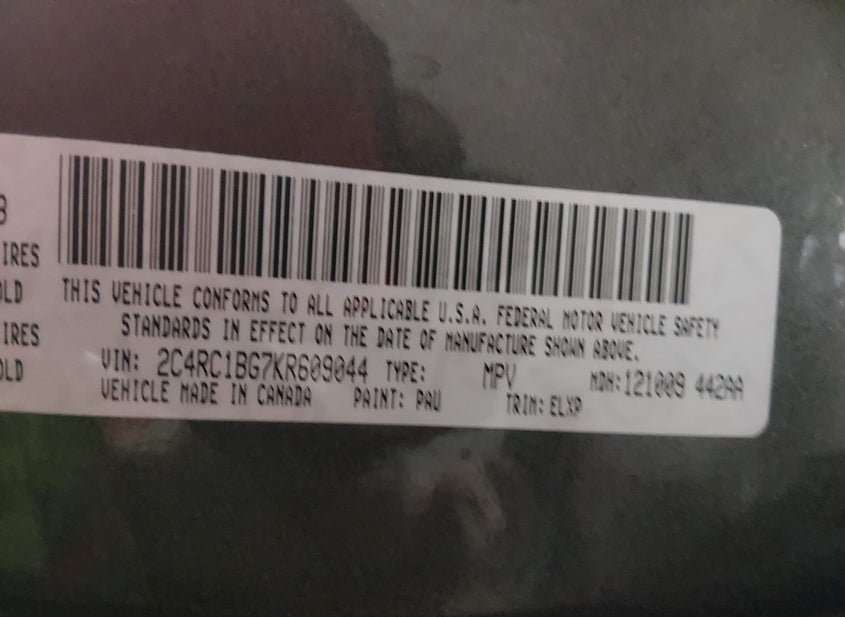 B
IRES
OLD
IRES
OLD
THIS VEHICLE CONFORMS TO ALL APPLICABLE U.S.A. FEDERAL MOTOR VEHICLE SAFETY
STANDARDS IN EFFECT ON THE DATE OF MANUFACTURE SHOWN ABOVE.
VIN: 2C4RC1BG7KR609044 TYPE: MPV MDH:121009 442AA
VEHICLE MADE IN CANADA PAINT: PAU TRIM: ELXP